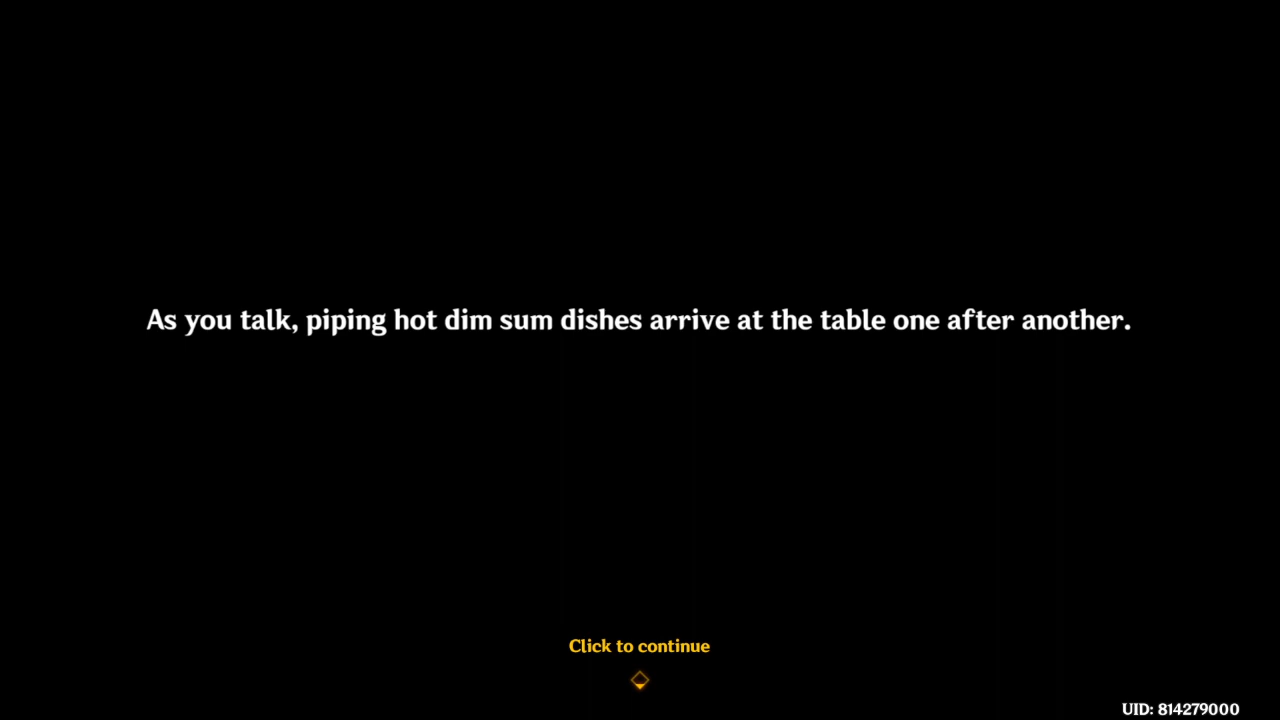 As you talk, piping hot dim sum dishes arrive at the table one after another.
Click to continue
UID: 814279000